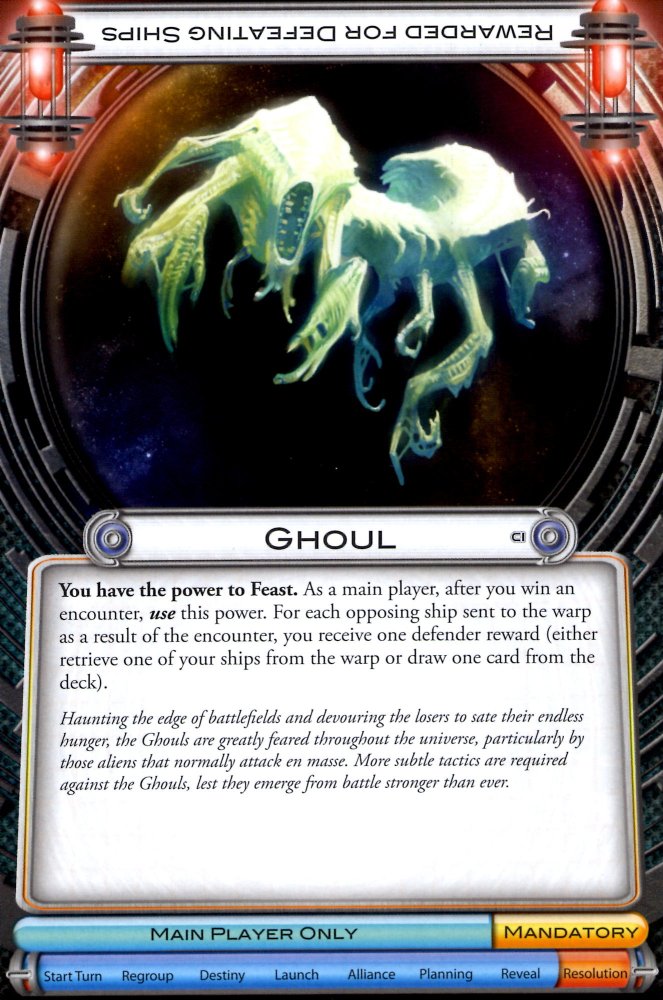 Rewarded for Defeating Ships
Ghoul
CI
You have the power to Feast. As a main player, after you win an
encounter, use this power. For each opposing ship sent to the warp
as a result of the encounter, you receive one defender reward (either
retrieve one of your ships from the warp or draw one card from the
deck).
Haunting the edge of battlefields and devouring the losers to sate their endless
hunger, the Ghouls are greatly feared throughout the universe, particularly by
those aliens that normally attack en masse. More subtle tactics are required
against the Ghouls, lest they emerge from battle stronger than ever.
Main Player Only Mandatory
Start Turn Regroup Destiny Launch Alliance Planning Reveal Resolution